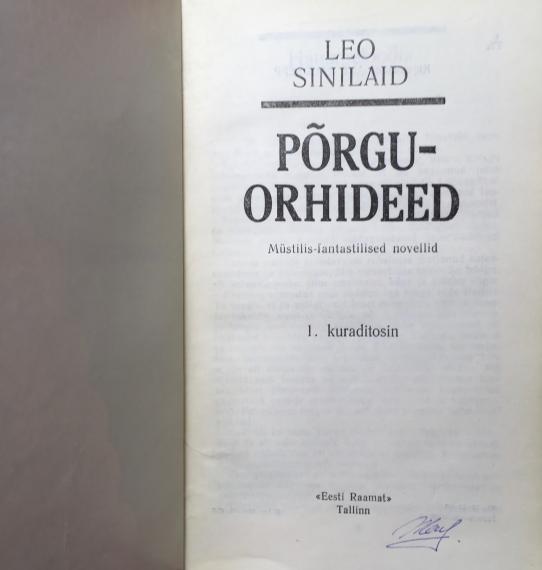 LEO
SINILAID
PÕRGU-
ORHIDEED
Müstilis-fantastilised novellid
1. kuraditosin
«Eesti Raamat»
Tallinn